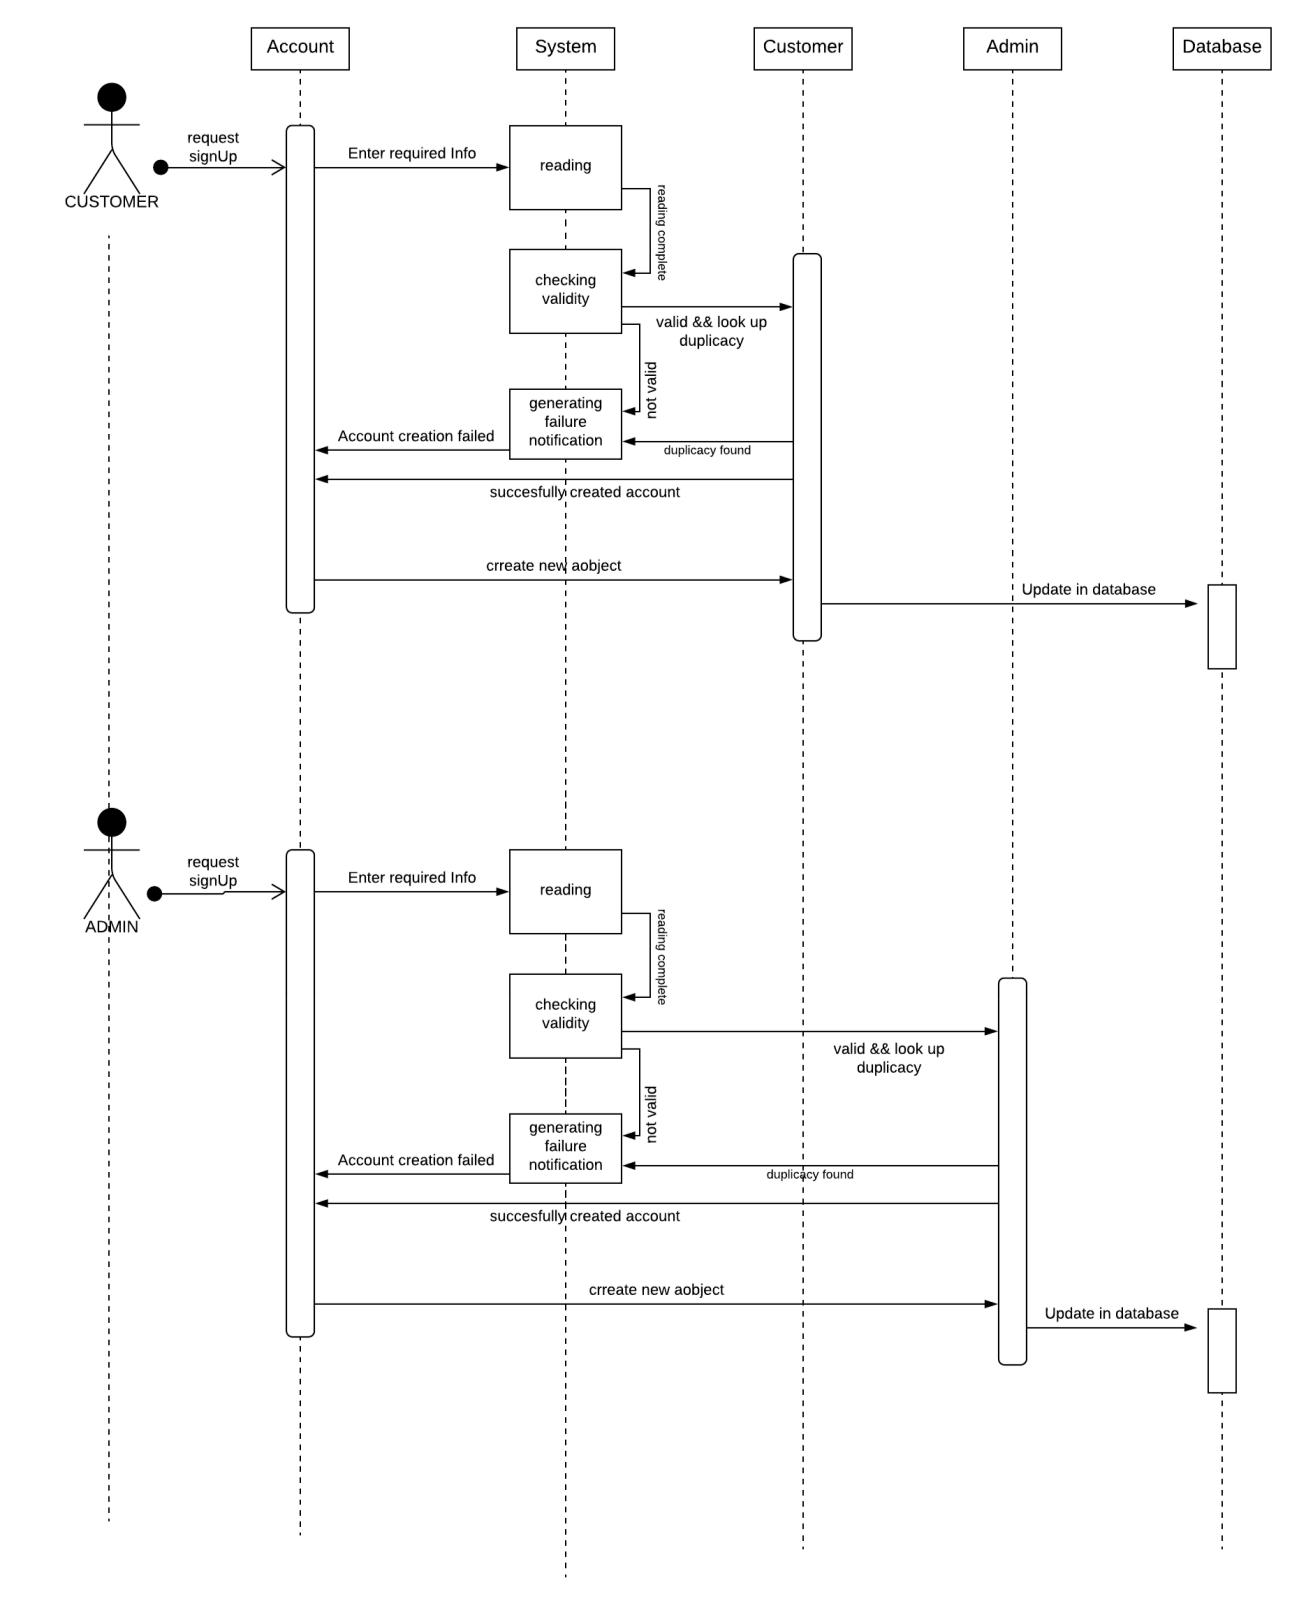 Account
System
Customer
Admin
Database
request
signUp
CUSTOMER
Enter required Info
reading
reading complete
checking
validity
valid && look up
duplicacy
not valid
generating
failure
notification
Account creation failed
duplicacy found
succesfully created account
crreate new aobject
Update in database
request
signUp
ADMIN
Enter required Info
reading
reading complete
checking
validity
valid && look up
duplicacy
not valid
generating
failure
notification
Account creation failed
duplicacy found
succesfully created account
crreate new aobject
Update in database